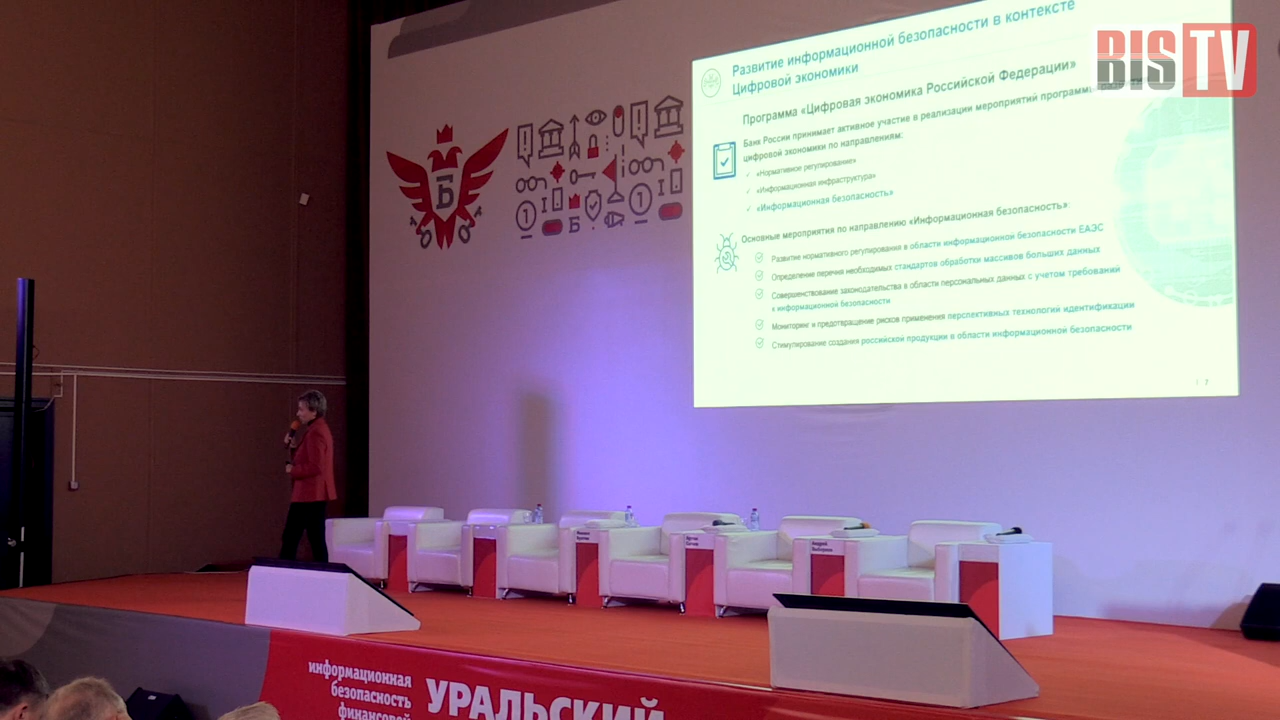 BIS TV
Развитие информационной безопасности в контексте
Цифровой экономики
Программа «Цифровая экономика Российской Федерации»
Банк России принимает активное участие в реализации мероприятий программы
цифровой экономики по направлениям:
✓ «Нормативное регулирование»
✓ «Информационная инфраструктура»
✓ «Информационная безопасность»
Основные мероприятия по направлению «Информационная безопасность»:
Развитие нормативного регулирования в области информационной безопасности ЕАЭС
Определение перечня необходимых стандартов обработки массивов больших данных
Совершенствование законодательства в области персональных данных с учетом требований
к информационной безопасности
Мониторинг и предотвращение рисков применения перспективных технологий идентификации
Стимулирование создания российской продукции в области информационной безопасности
7
Б
1
Б
1
информационная
безопасность
финансовой
УРАЛЬСКИЙ